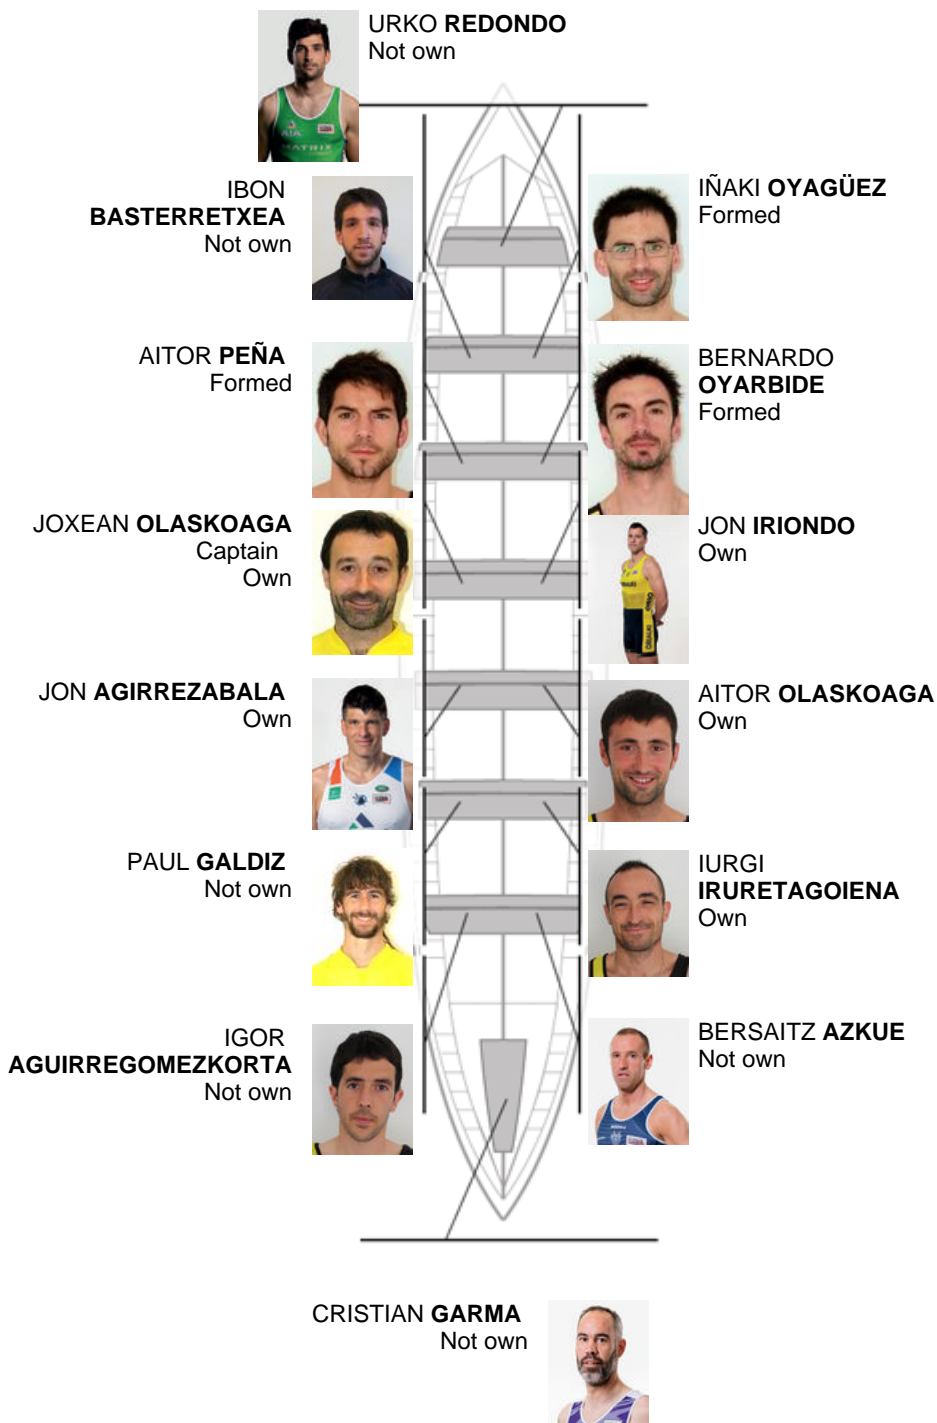 URKO REDONDO
Not own
IBON
BASTERRETXEA
Not own
IÑAKI OYAGÜEZ
Formed
AITOR PEÑA
Formed
BERNARDO
OYARBIDE
Formed
JOXEAN OLASKOAGA
Captain
Own
JON IRIONDO
Own
JON AGIRREZABALA
Own
AITOR OLASKOAGA
Own
PAUL GALDIZ
Not own
IURGI
IRURETAGOIENA
Own
IGOR
AGUIRREGOMEZKORTA
Not own
BERSAITZ AZKUE
Not own
CRISTIAN GARMA
Not own
MATRIX